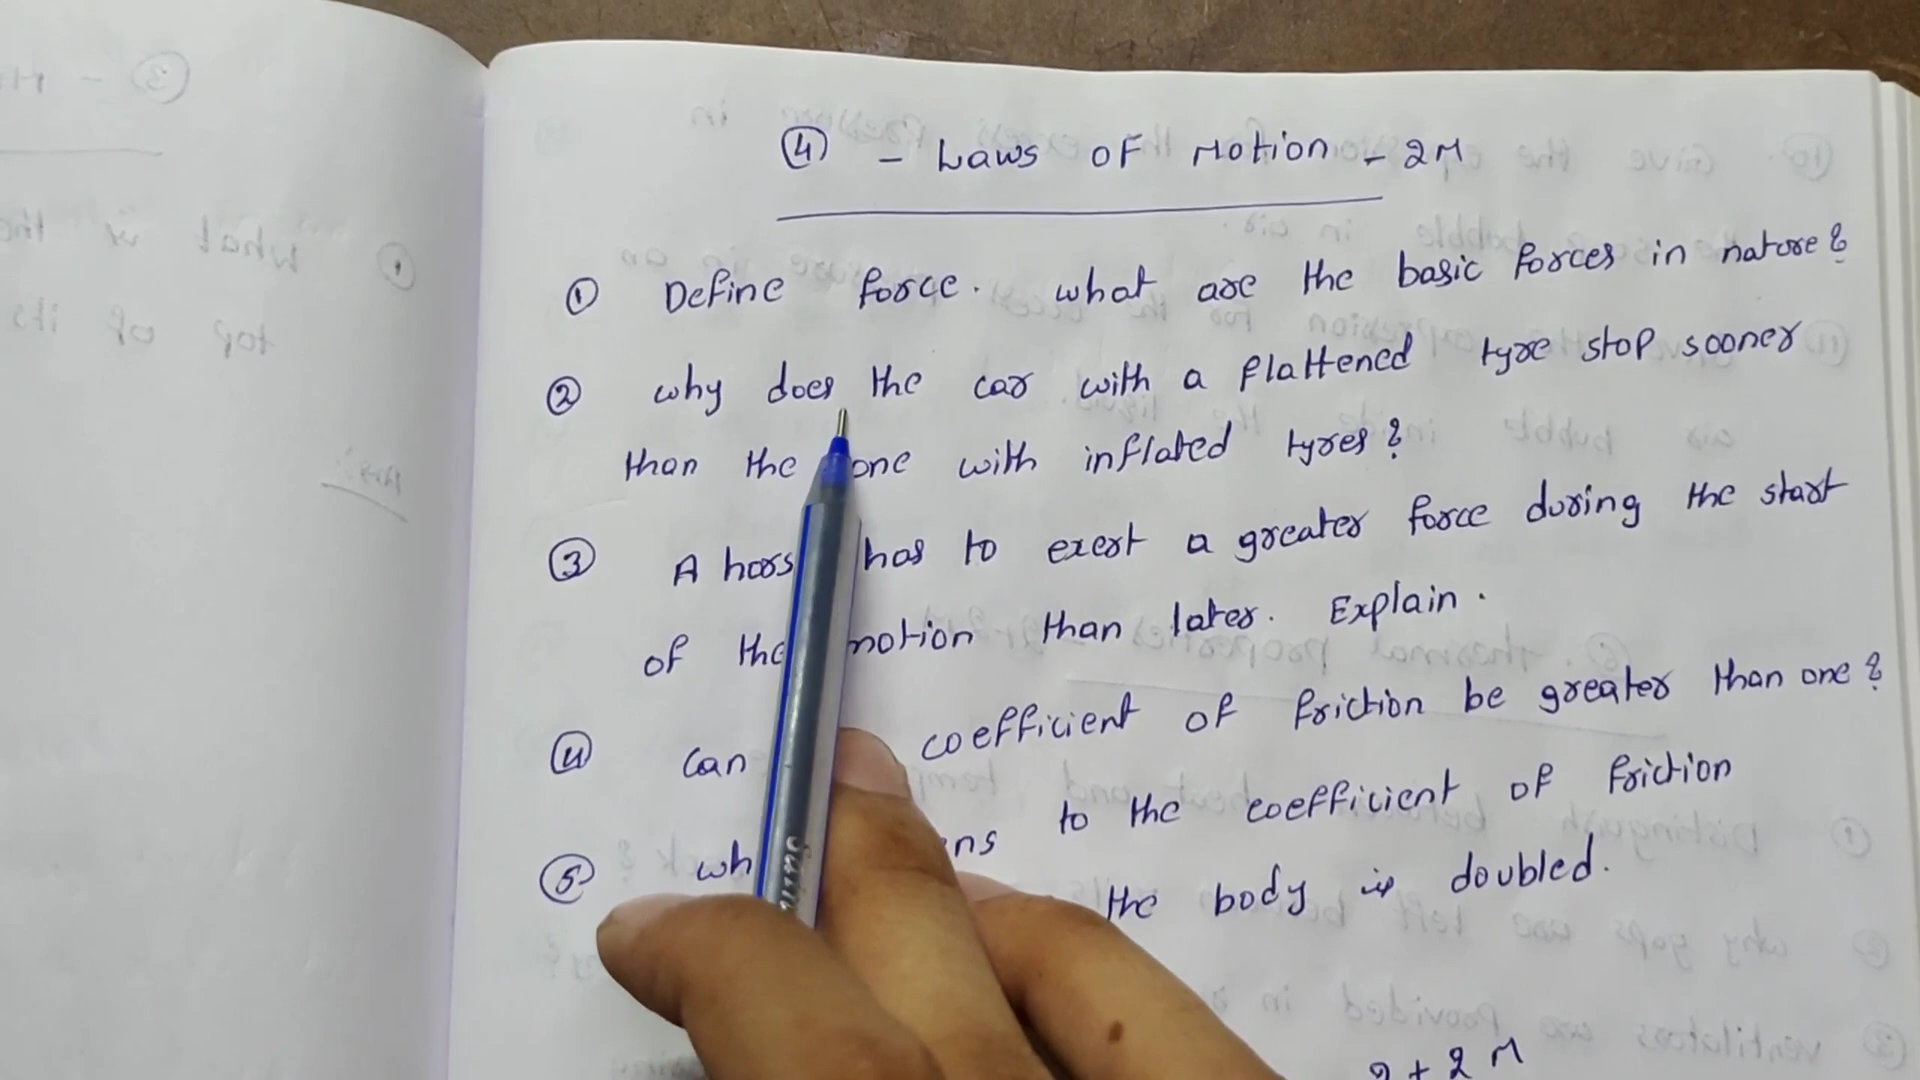 ④ - Laws of Motion - 2M
① Define force. what are the basic forces in nature?
② why does the car with a flattened tyre stop sooner
than the one with inflated tyres?
③ A hors has to exert a greater force during the start
of the motion than later. Explain.
④ can coefficient of friction be greater than one?
⑤ wh ns to the coefficient of friction
the body is doubled.
2 + 2 M